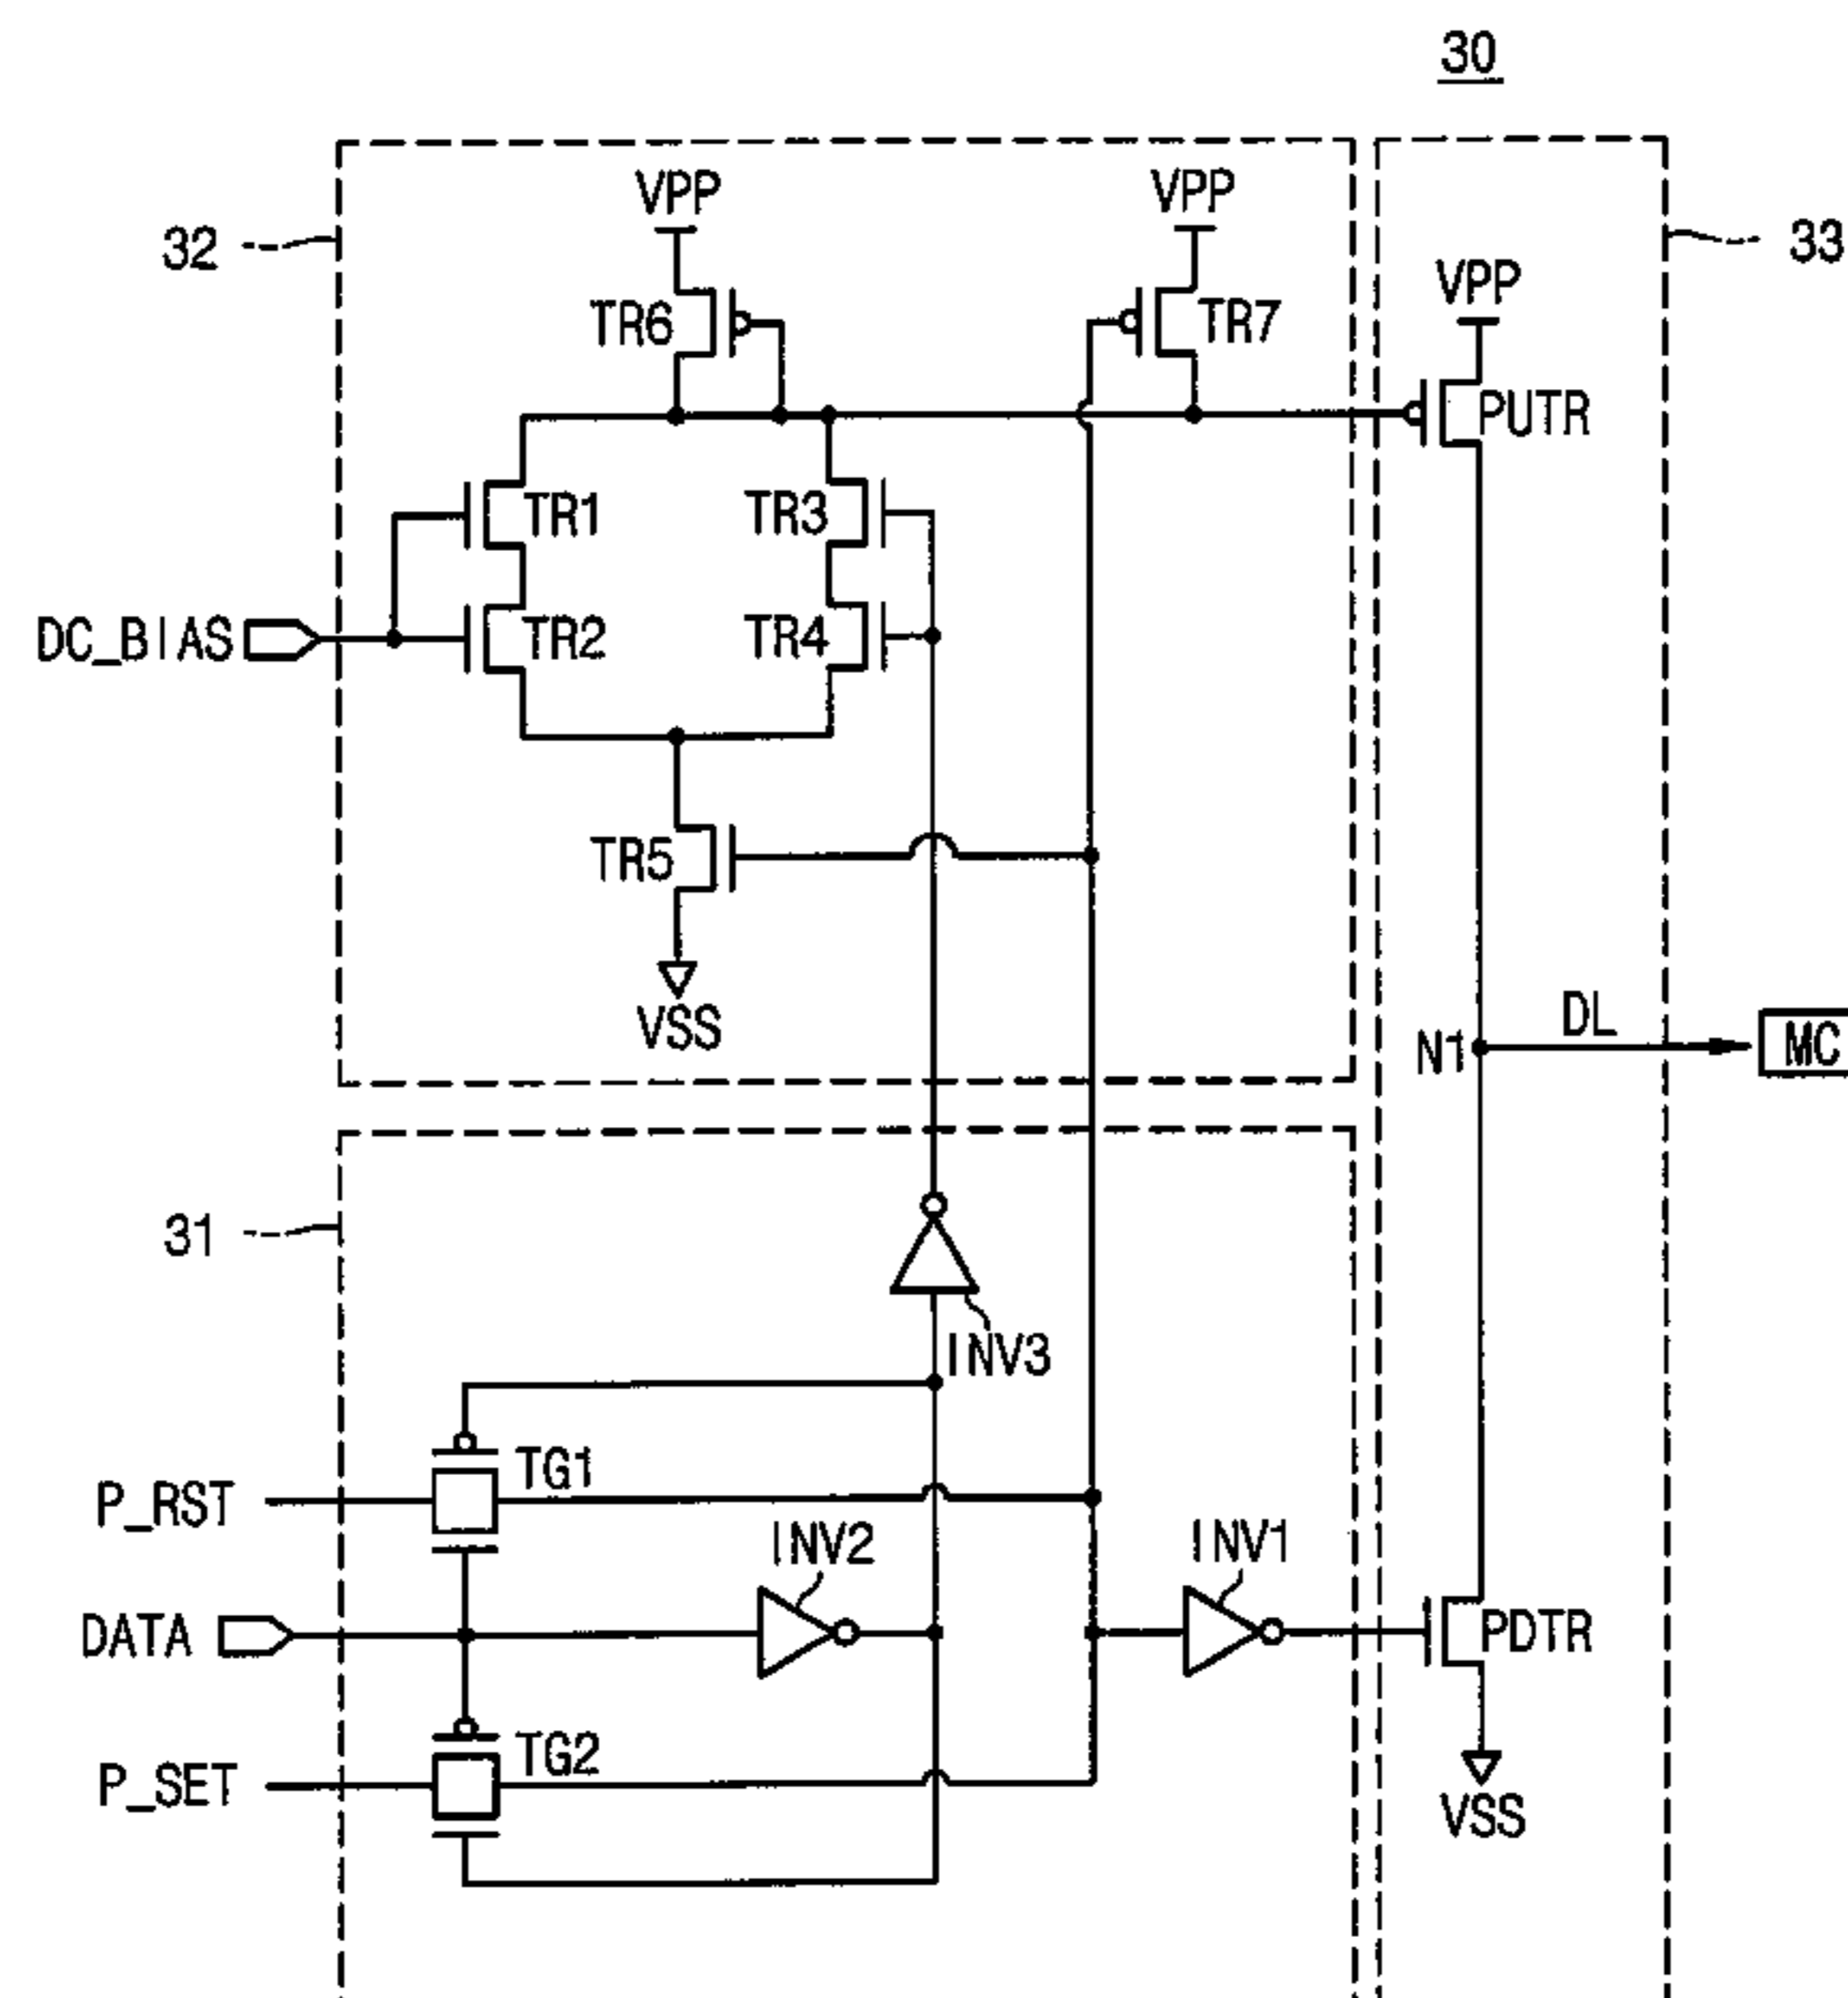 30
VPP
VPP
32
33
VPP
TR6
TR7
PUTR
TR1
TR3
DC_BIAS
TR2
TR4
TR5
VSS
DL
N1
MC
31
INV3
P_RST
TG1
INV2
INV1
DATA
PDTR
TG2
P_SET
VSS